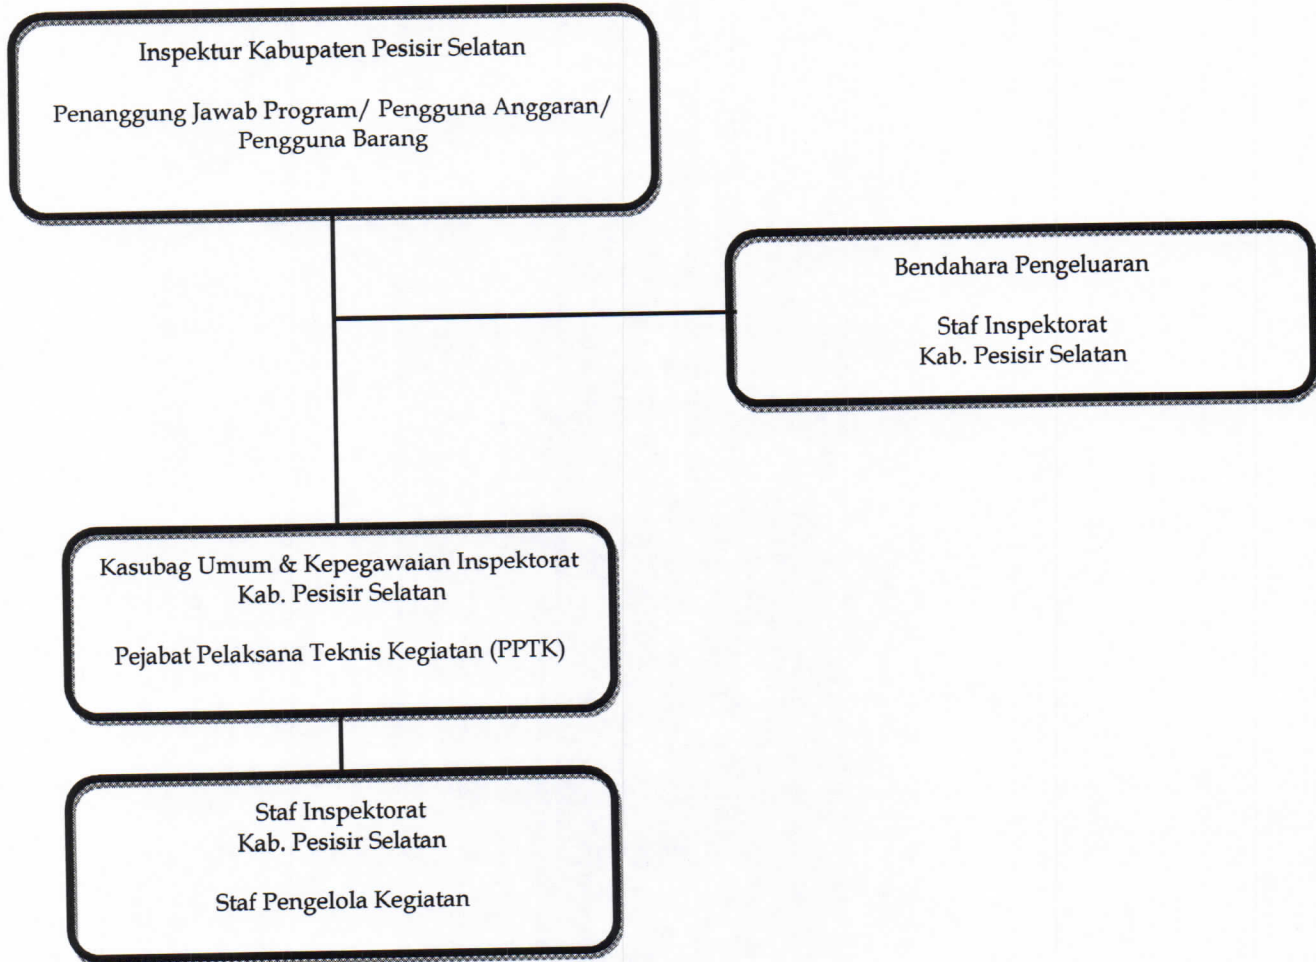 Inspektur Kabupaten Pesisir Selatan
Penanggung Jawab Program/ Pengguna Anggaran/
Pengguna Barang
Bendahara Pengeluaran
Staf Inspektorat
Kab. Pesisir Selatan
Kasubag Umum & Kepegawaian Inspektorat
Kab. Pesisir Selatan
Pejabat Pelaksana Teknis Kegiatan (PPTK)
Staf Inspektorat
Kab. Pesisir Selatan
Staf Pengelola Kegiatan